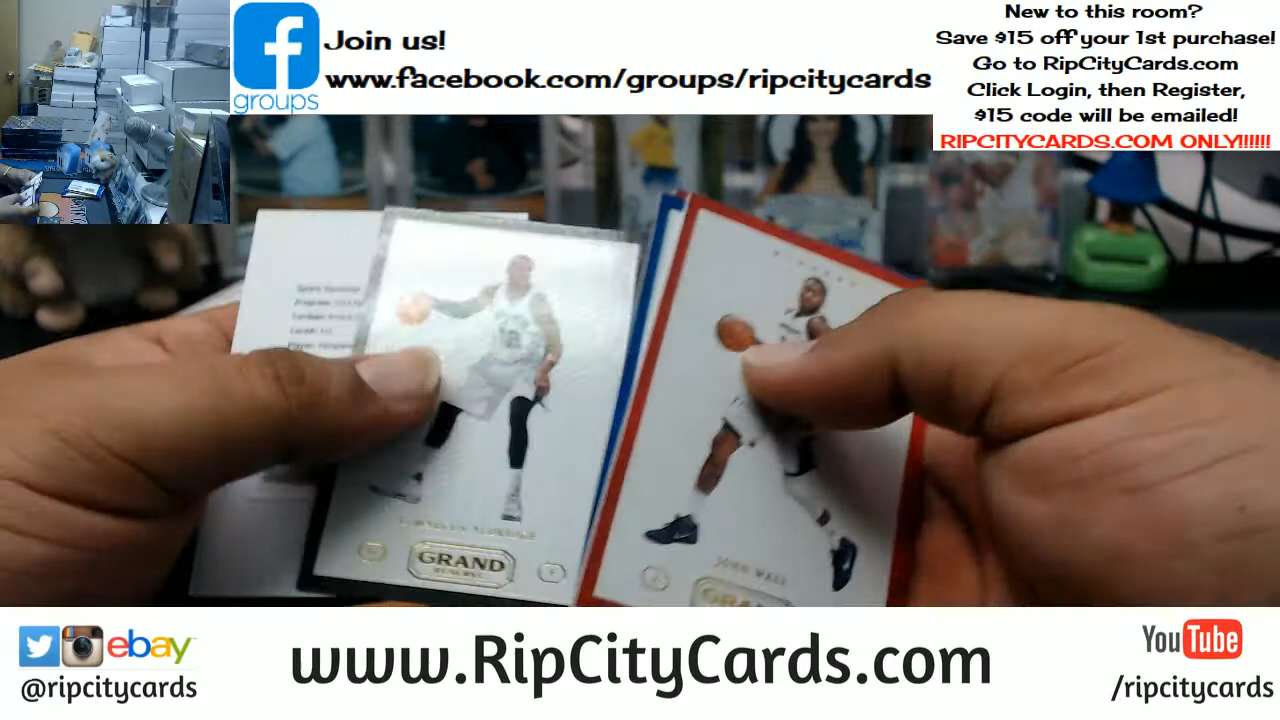 Join us!
www.facebook.com/groups/ripcitycards
groups
New to this room?
Save $15 off your 1st purchase!
Go to RipCityCards.com
Click Login, then Register,
$15 code will be emailed!
RIPCITYCARDS.COM ONLY!!!!!!
GRAND
RESERVE
JOHN WALL
ebay
@ripcitycards
www.RipCityCards.com
YouTube
/ripcitycards